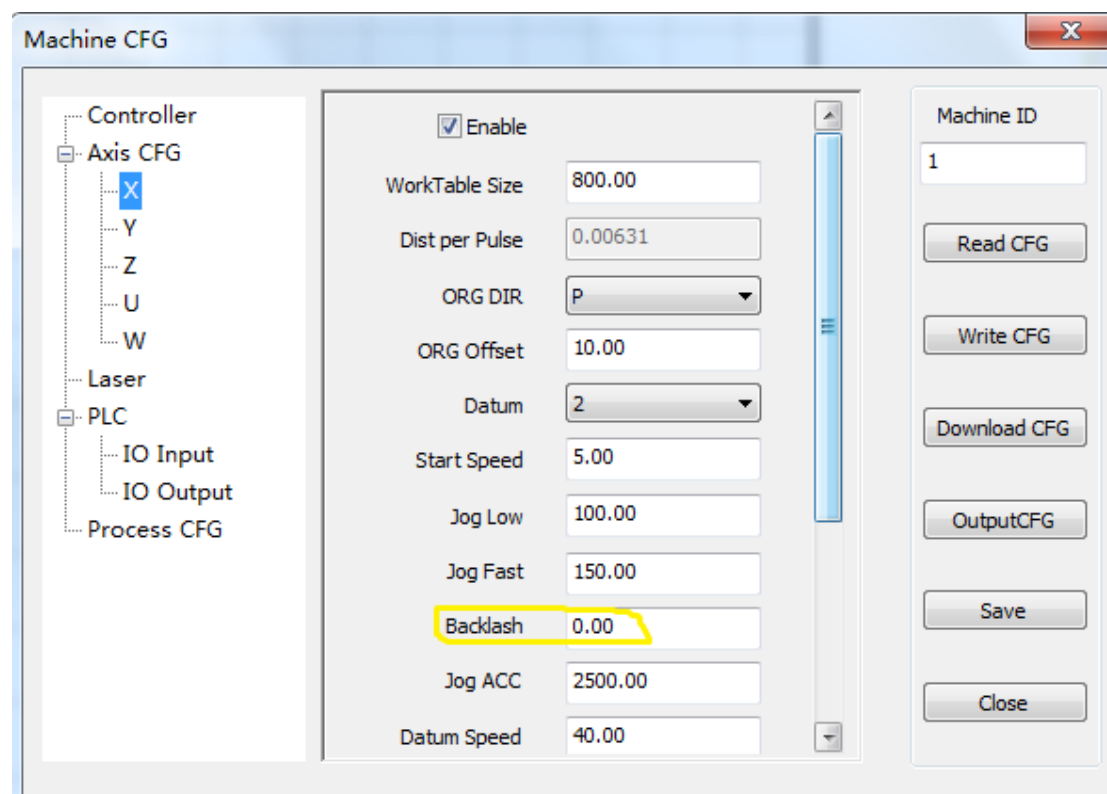 Machine CFG
Controller
Axis CFG
X
Y
Z
U
W
Laser
PLC
IO Input
IO Output
Process CFG
Enable
WorkTable Size 800.00
Dist per Pulse 0.00631
ORG DIR P
ORG Offset 10.00
Datum 2
Start Speed 5.00
Jog Low 100.00
Jog Fast 150.00
Backlash 0.00
Jog ACC 2500.00
Datum Speed 40.00
Machine ID
1
Read CFG
Write CFG
Download CFG
OutputCFG
Save
Close